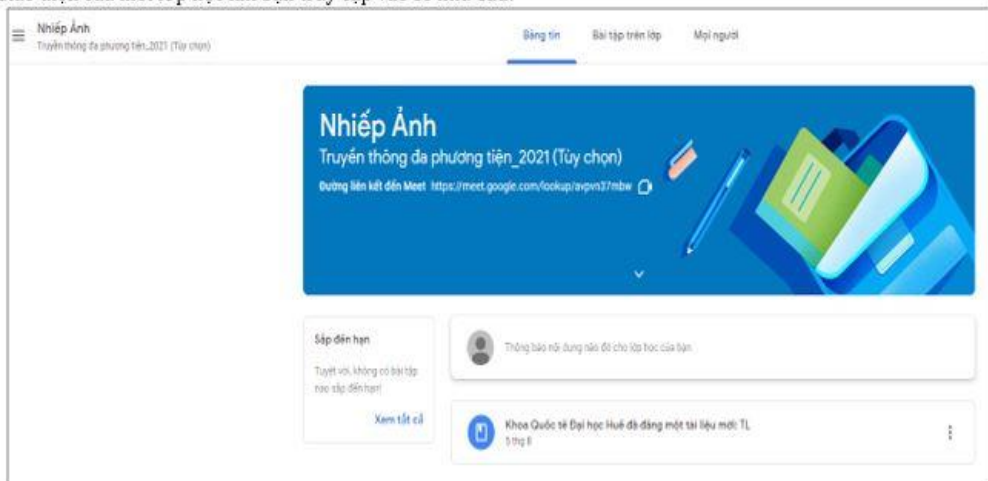 Nhiếp Ảnh
Truyền thông đa phương tiện_2021 (Tùy chọn)
Bảng tin Bài tập trên lớp Mọi người
Nhiếp Ảnh
Truyền thông đa phương tiện_2021 (Tùy chọn)
Đường liên kết đến Meet https://meet.google.com/lookup/avpvn37mbw
Sắp đến hạn
Tuyệt vời, không có bài tập
nào sắp đến hạn!
Xem tất cả
Thông báo nội dung nào đó cho lớp học của bạn
Khoa Quốc tế Đại học Huế đã đăng một tài liệu mới: TL
5 thg 8